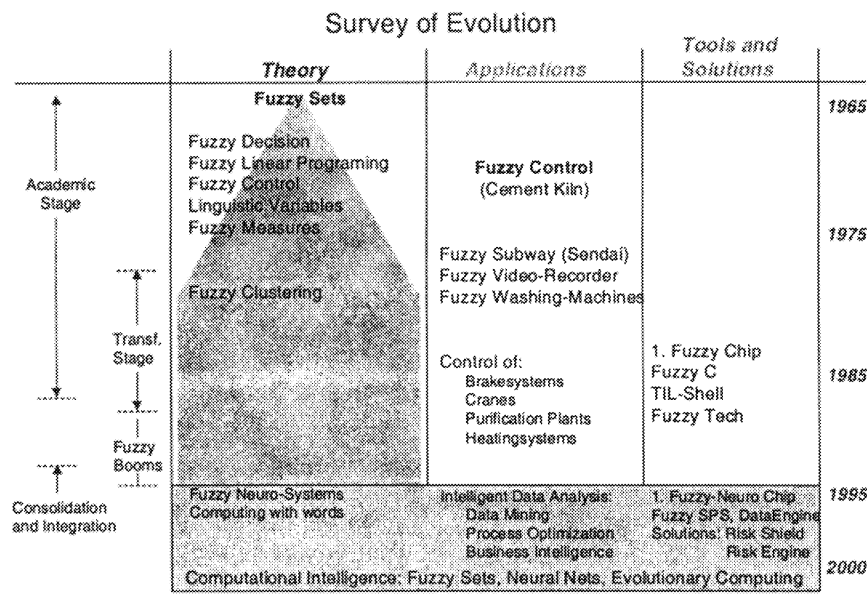 Survey of Evolution
Theory
Applications
Tools and
Solutions
Fuzzy Sets
1965
Fuzzy Decision
Fuzzy Linear Programing
Fuzzy Control
Linguistic Variables
Fuzzy Measures
Fuzzy Control
(Cement Kiln)
Academic
Stage
1975
Fuzzy Subway (Sendai)
Fuzzy Video-Recorder
Fuzzy Washing-Machines
Fuzzy Clustering
Transf.
Stage
Control of:
Brakesystems
Cranes
Purification Plants
Heatingsystems
1. Fuzzy Chip
Fuzzy C
TIL-Shell
Fuzzy Tech
1985
Fuzzy
Booms
Consolidation
and Integration
Fuzzy Neuro-Systems
Computing with words
Intelligent Data Analysis:
Data Mining
Process Optimization
Business Intelligence
1. Fuzzy-Neuro Chip
Fuzzy SPS, DataEngine
Solutions: Risk Shield
Risk Engine
1995
2000
Computational Intelligence: Fuzzy Sets, Neural Nets, Evolutionary Computing